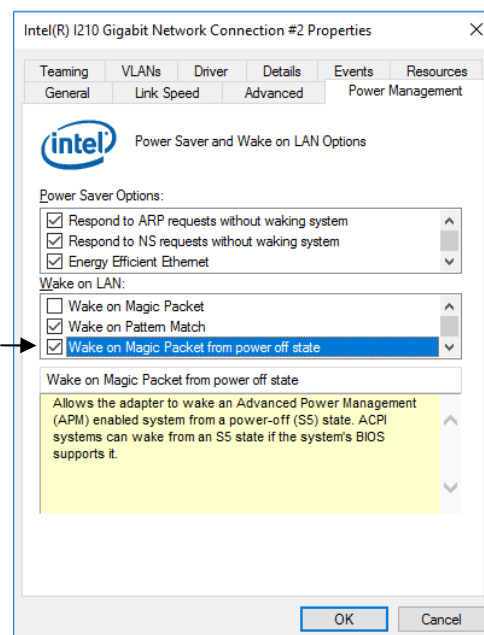 Intel(R) I210 Gigabit Network Connection #2 Properties
Teaming VLANs Driver Details Events Resources
General Link Speed Advanced Power Management
intel Power Saver and Wake on LAN Options
Power Saver Options:
Respond to ARP requests without waking system
Respond to NS requests without waking system
Energy Efficient Ethernet
Wake on LAN:
Wake on Magic Packet
Wake on Pattern Match
Wake on Magic Packet from power off state
Wake on Magic Packet from power off state
Allows the adapter to wake an Advanced Power Management
(APM) enabled system from a power-off (S5) state. ACPI
systems can wake from an S5 state if the system's BIOS
supports it.
OK Cancel